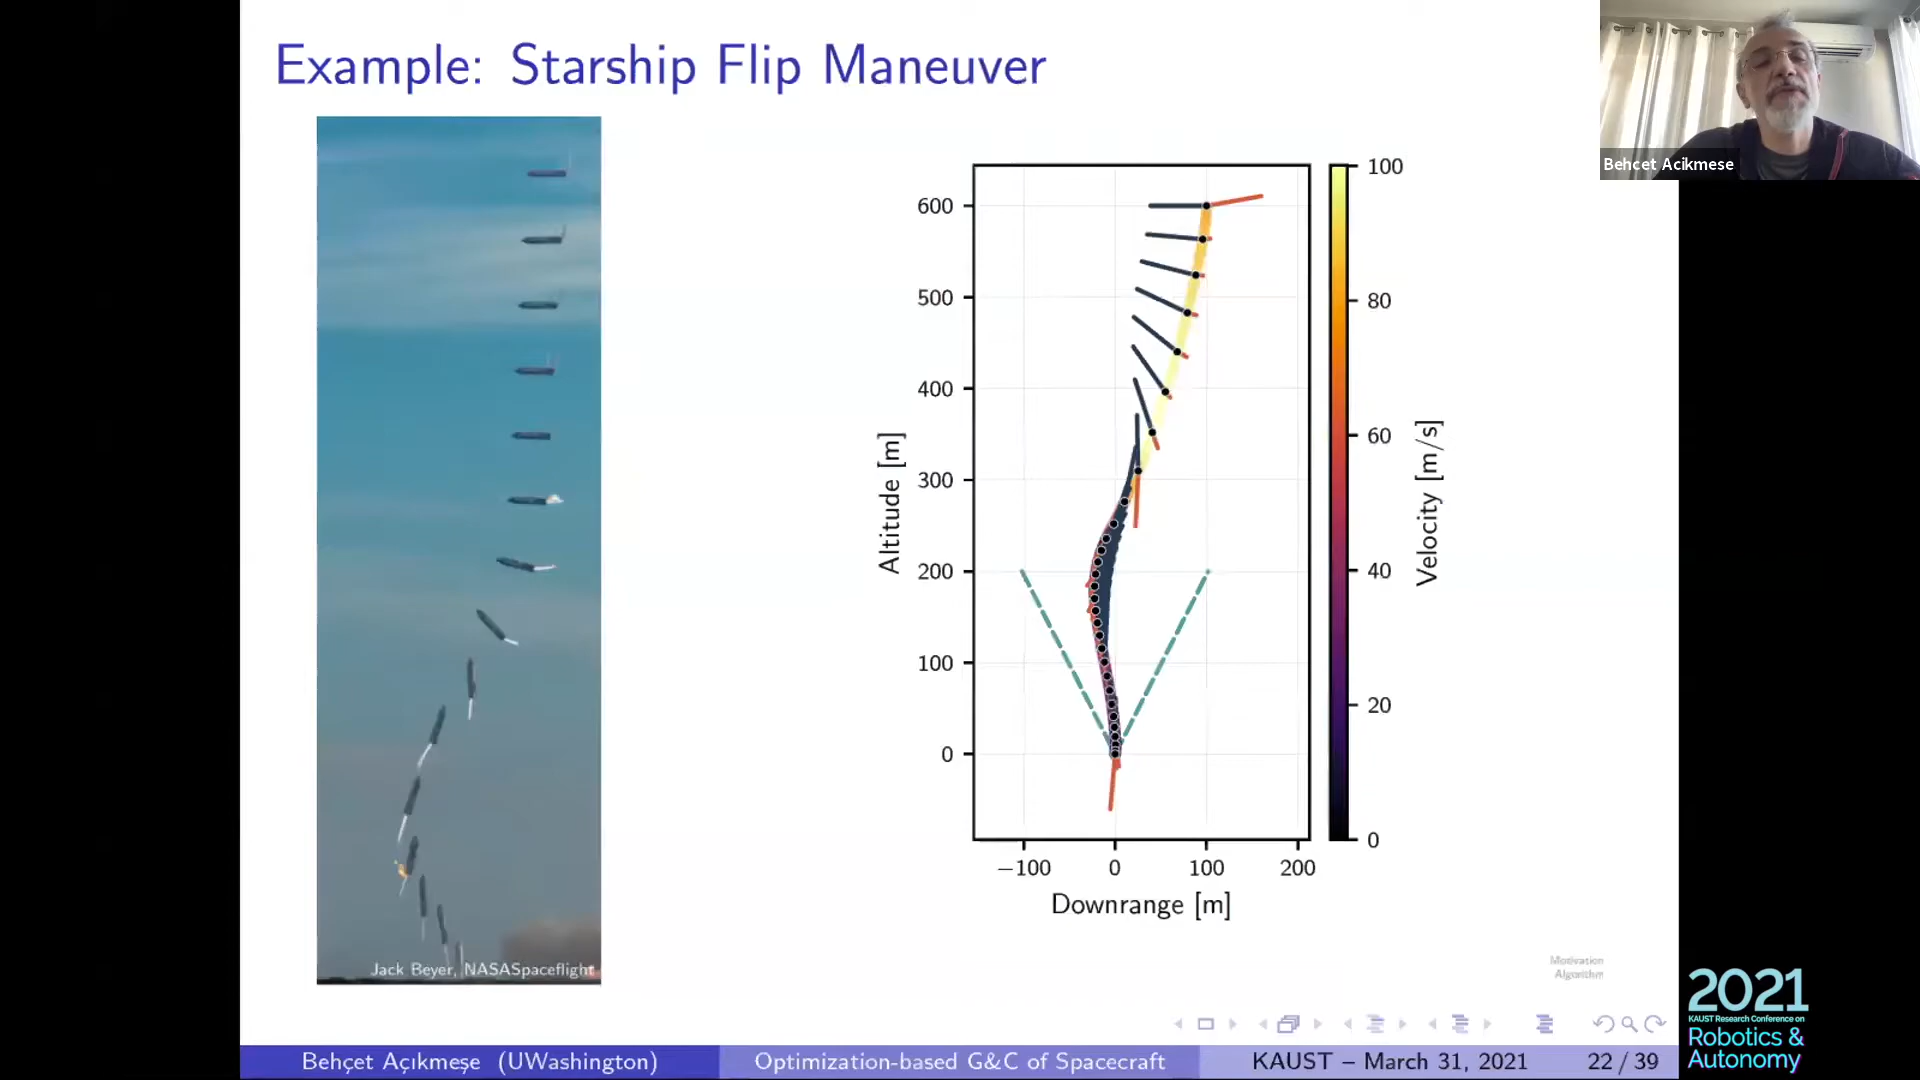 Example: Starship Flip Maneuver
Behcet Acikmese
Jack Beyer, NASASpaceflight
Altitude [m]
600
500
400
300
200
100
0
−100
0
100
200
Downrange [m]
100
80
60
40
20
0
Velocity [m/s]
Motivation
Algorithm
Behçet Açıkmeşe (UWashington)
Optimization-based G&C of Spacecraft
KAUST – March 31, 2021
22 / 39
2021
KAUST Research Conference on
Robotics &
Autonomy